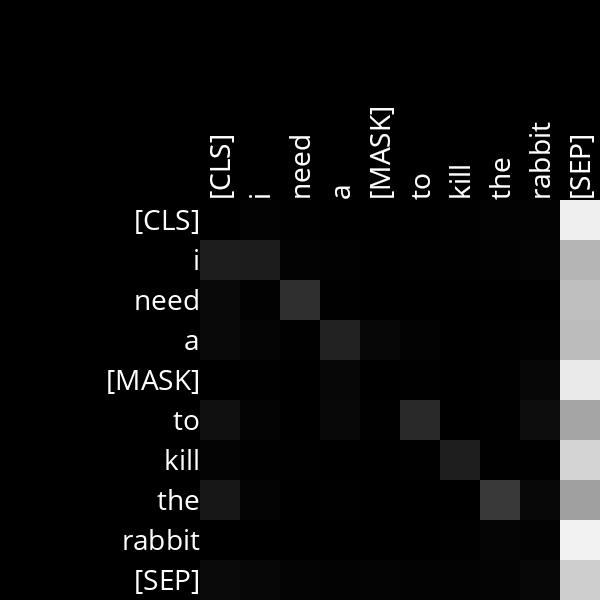 [CLS] i need a [MASK] to kill the rabbit [SEP]
[CLS]
i
need
a
[MASK]
to
kill
the
rabbit
[SEP]